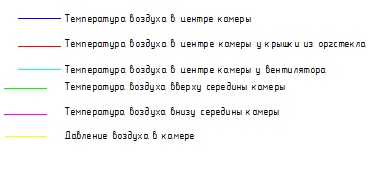 Температура воздуха в центре камеры
Температура воздуха в центре камеры у крышки из оргстекла
Температура воздуха в центре камеры у вентилятора
Температура воздуха вверху середины камеры
Температура воздуха внизу середины камеры
Давление воздуха в камере